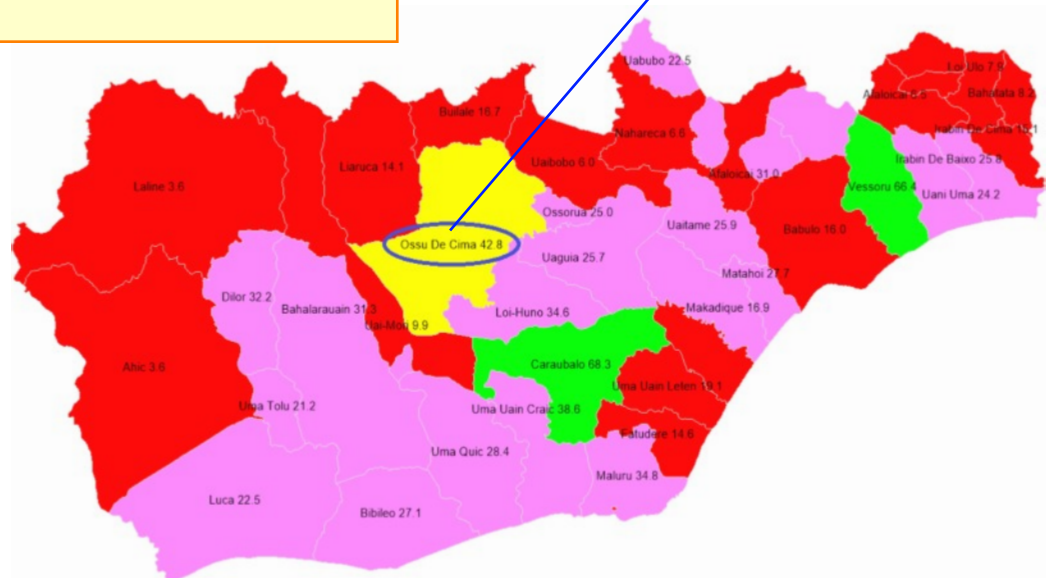 Uabubo 22.5
Loi Ulo 7.8
Bahatata 8.2
Builale 16.7
Nahareca 6.6
Irabin De Cima 15.1
Liaruca 14.1
Uaibobo 6.0
Afaloicai 31.0
Irabin De Baixo 25.8
Laline 3.6
Vessoru 66.4
Uani Uma 24.2
Ossorua 25.0
Uaitame 25.9
Babulo 16.0
Ossu De Cima 42.8
Uaguia 25.7
Matahoi 27.7
Dilor 32.2
Bahalarauain 31.3
Loi-Huno 34.6
Makadique 16.9
Uai-Mori 9.9
Ahic 3.6
Caraubalo 68.3
Uma Uain Leten 19.1
Uma Tolu 21.2
Uma Uain Craic 38.6
Fatudere 14.6
Uma Quic 28.4
Maluru 34.8
Luca 22.5
Bibileo 27.1